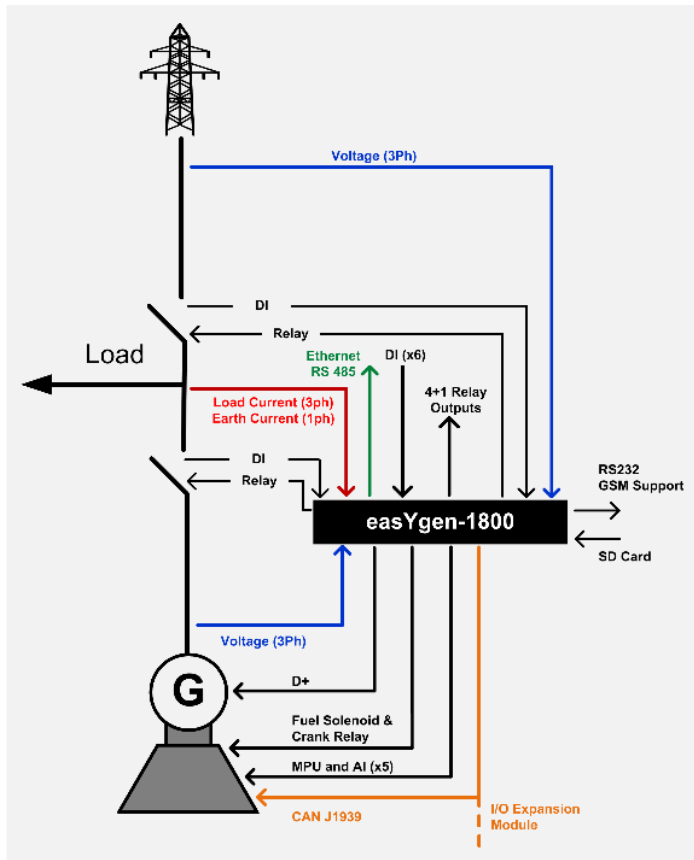 Voltage (3Ph)
DI
Relay
Load
Ethernet
RS 485
DI (x6)
4+1 Relay
Outputs
Load Current (3ph)
Earth Current (1ph)
DI
Relay
RS232
GSM Support
easYgen-1800
SD Card
Voltage (3Ph)
G
D+
Fuel Solenoid &
Crank Relay
MPU and AI (x5)
CAN J1939
I/O Expansion
Module